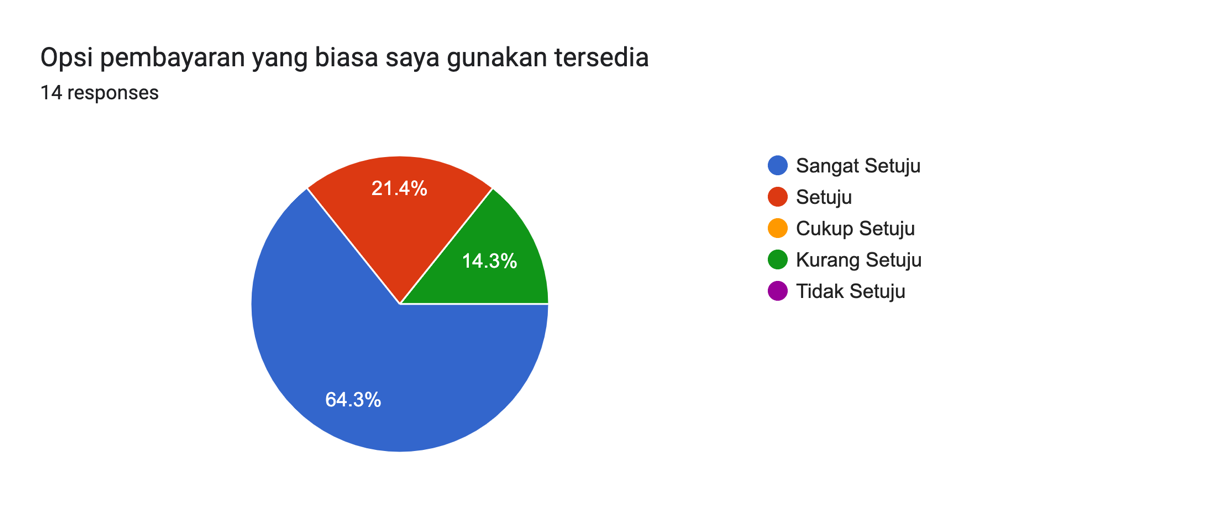 Opsi pembayaran yang biasa saya gunakan tersedia
14 responses
21.4%
14.3%
64.3%
Sangat Setuju
Setuju
Cukup Setuju
Kurang Setuju
Tidak Setuju